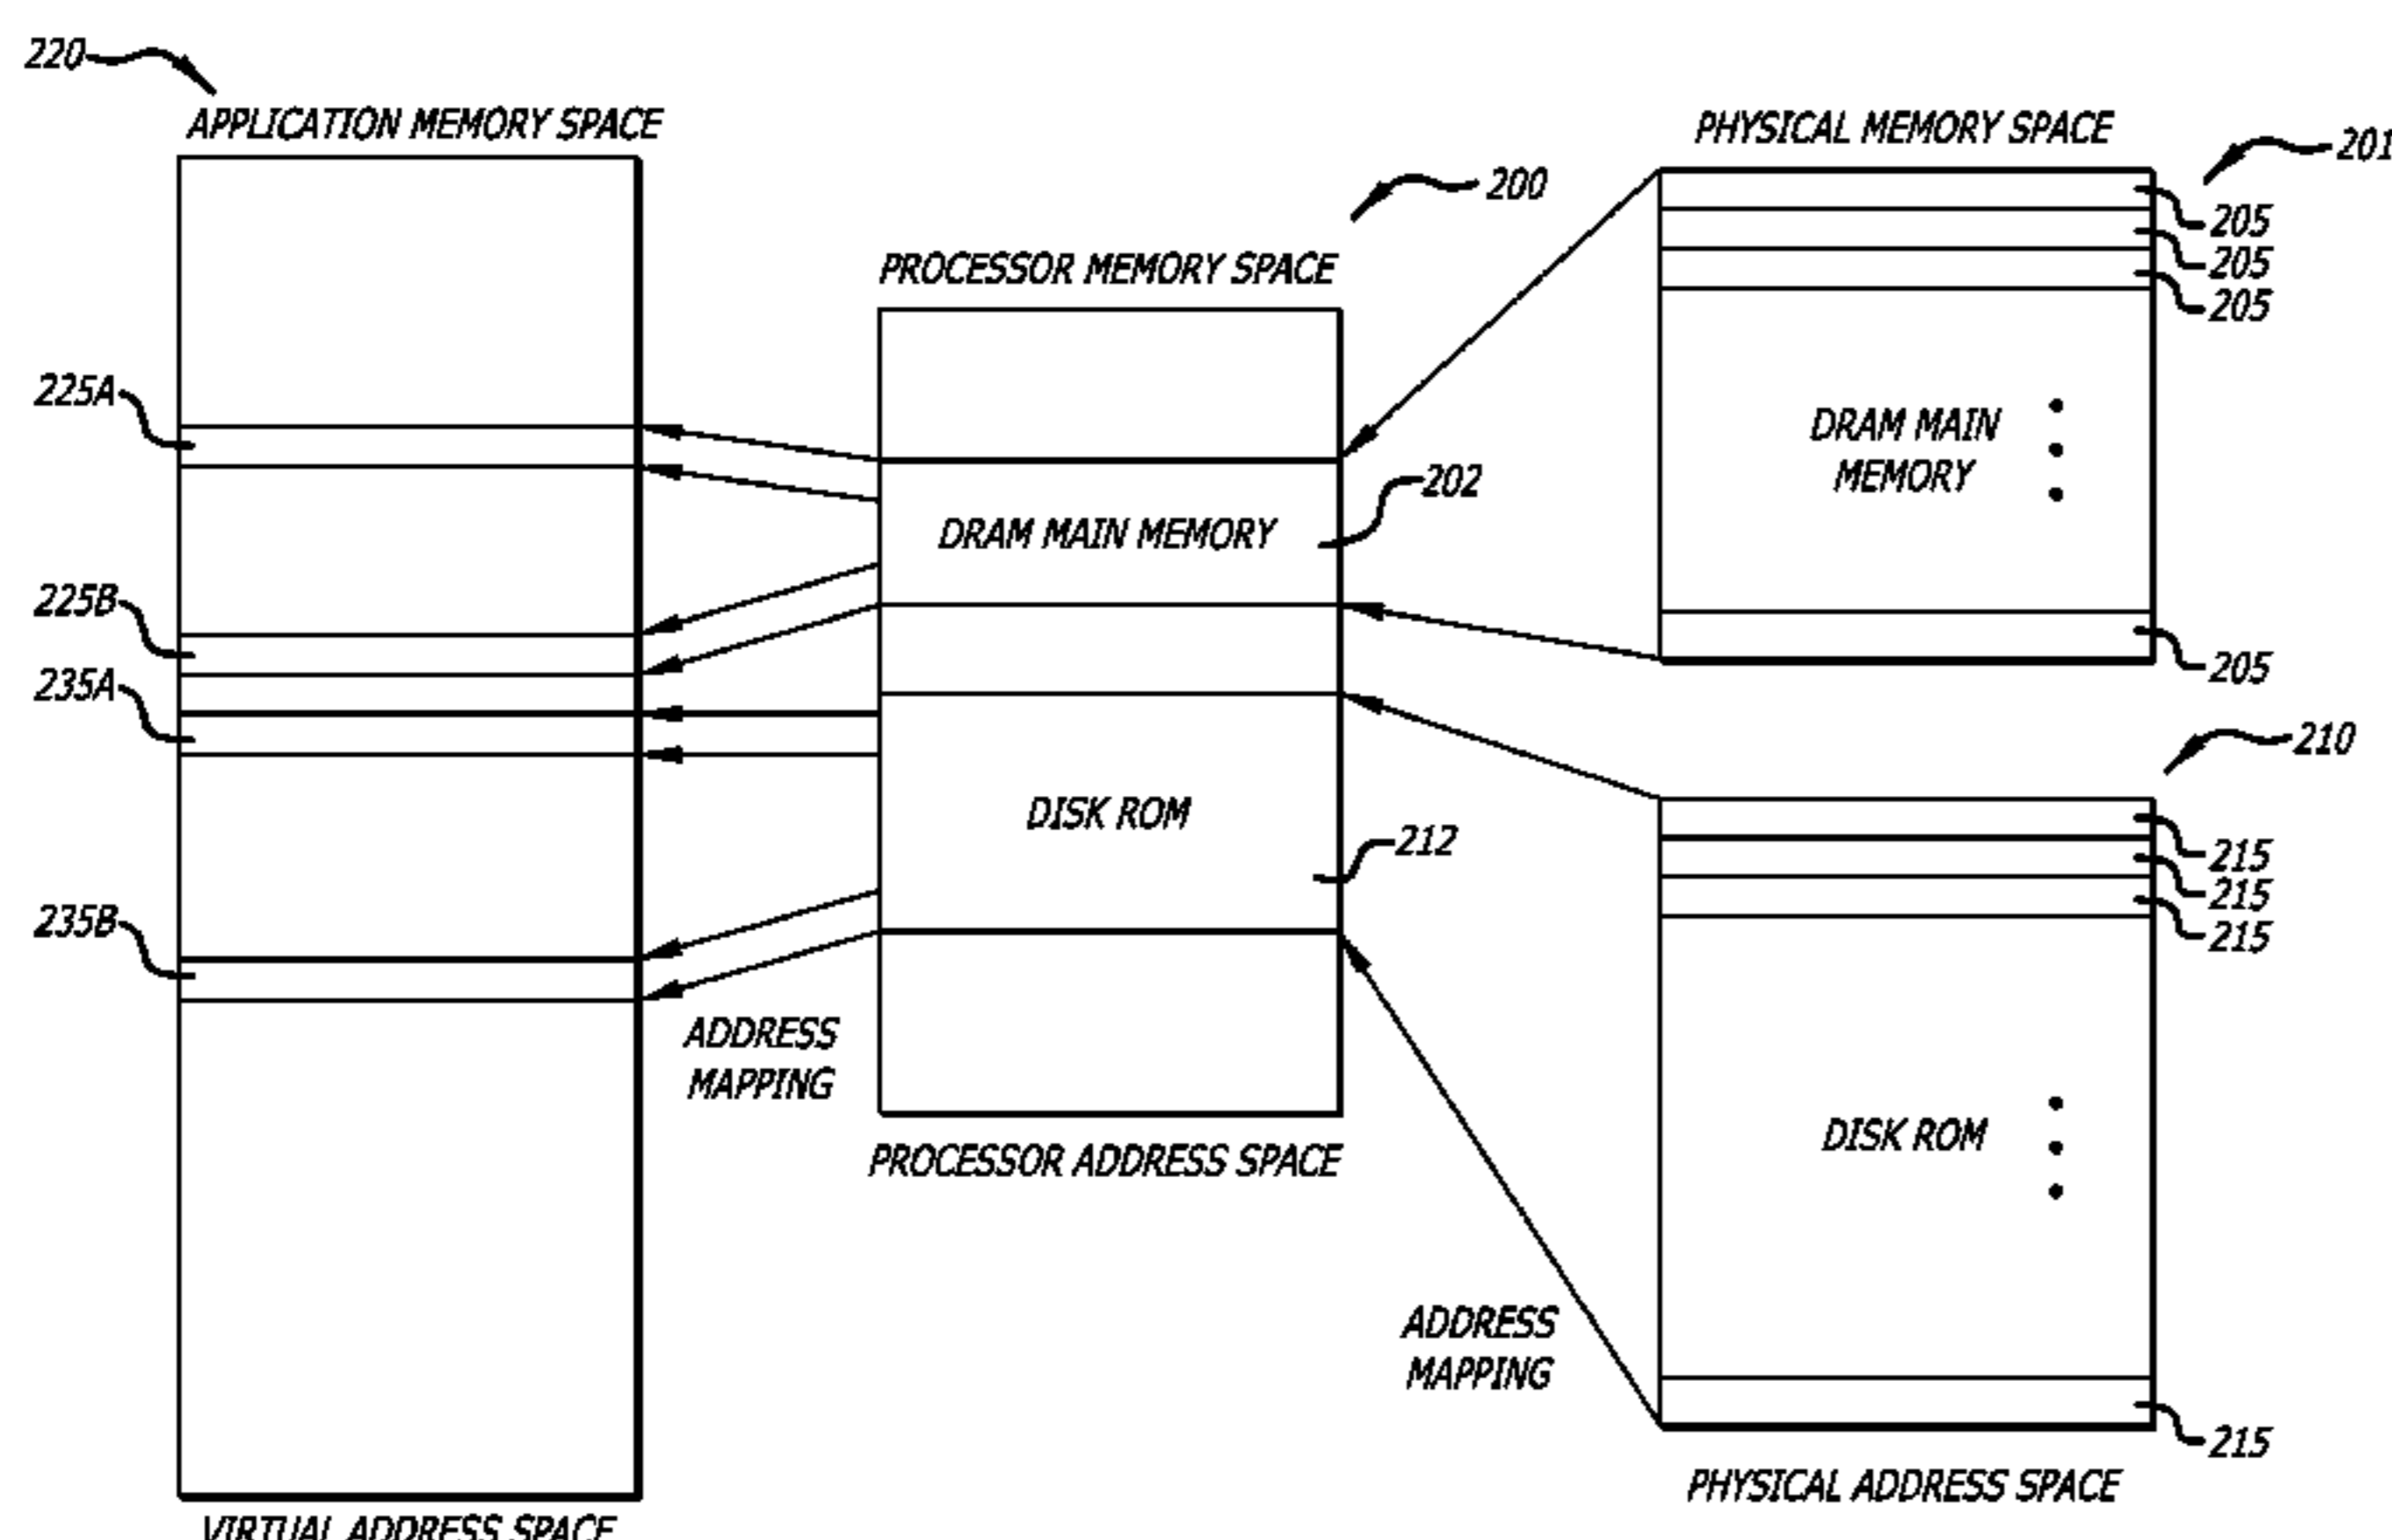 220
APPLICATION MEMORY SPACE
PHYSICAL MEMORY SPACE
201
200
205
205
205
PROCESSOR MEMORY SPACE
225A
DRAM MAIN
MEMORY
202
DRAM MAIN MEMORY
225B
205
235A
210
DISK ROM
212
215
215
215
235B
ADDRESS
MAPPING
DISK ROM
PROCESSOR ADDRESS SPACE
ADDRESS
MAPPING
215
PHYSICAL ADDRESS SPACE
VIRTUAL ADDRESS SPACE